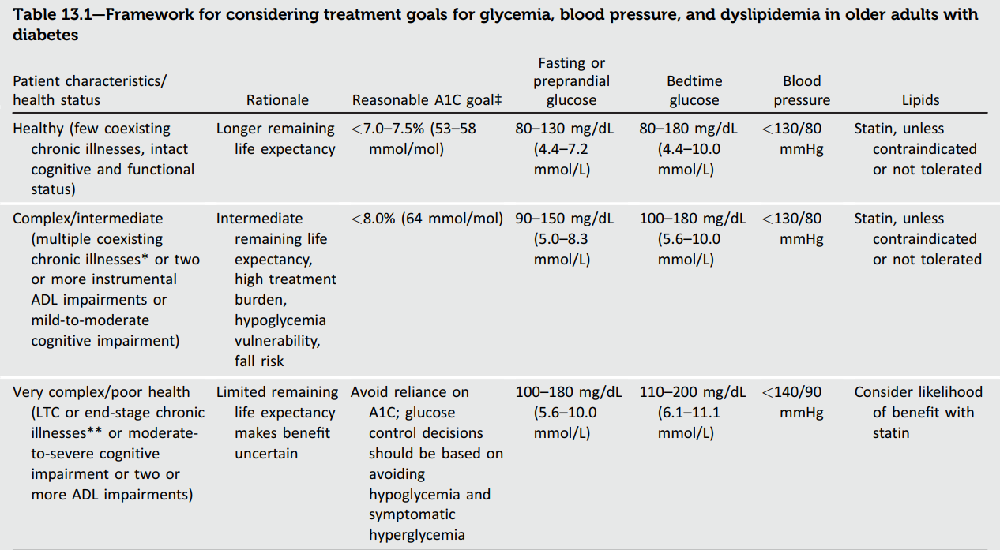 Table 13.1—Framework for considering treatment goals for glycemia, blood pressure, and dyslipidemia in older adults with
diabetes
Patient characteristics/
health status
Rationale
Reasonable A1C goal‡
Fasting or
preprandial
glucose
Bedtime
glucose
Blood
pressure
Lipids
Healthy (few coexisting
chronic illnesses, intact
cognitive and functional
status)
Longer remaining
life expectancy
<7.0–7.5% (53–58
mmol/mol)
80–130 mg/dL
(4.4–7.2
mmol/L)
80–180 mg/dL
(4.4–10.0
mmol/L)
<130/80
mmHg
Statin, unless
contraindicated
or not tolerated
Complex/intermediate
(multiple coexisting
chronic illnesses* or two
or more instrumental
ADL impairments or
mild-to-moderate
cognitive impairment)
Intermediate
remaining life
expectancy,
high treatment
burden,
hypoglycemia
vulnerability,
fall risk
<8.0% (64 mmol/mol)
90–150 mg/dL
(5.0–8.3
mmol/L)
100–180 mg/dL
(5.6–10.0
mmol/L)
<130/80
mmHg
Statin, unless
contraindicated
or not tolerated
Very complex/poor health
(LTC or end-stage chronic
illnesses** or moderate-
to-severe cognitive
impairment or two or
more ADL impairments)
Limited remaining
life expectancy
makes benefit
uncertain
Avoid reliance on
A1C; glucose
control decisions
should be based on
avoiding
hypoglycemia and
symptomatic
hyperglycemia
100–180 mg/dL
(5.6–10.0
mmol/L)
110–200 mg/dL
(6.1–11.1
mmol/L)
<140/90
mmHg
Consider likelihood
of benefit with
statin